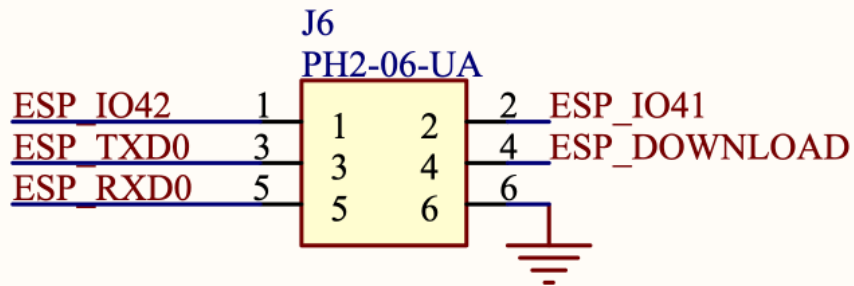 J6
PH2-06-UA
ESP_IO42 1 1 2 2 ESP_IO41
ESP_TXD0 3 3 4 4 ESP_DOWNLOAD
ESP_RXD0 5 5 6 6